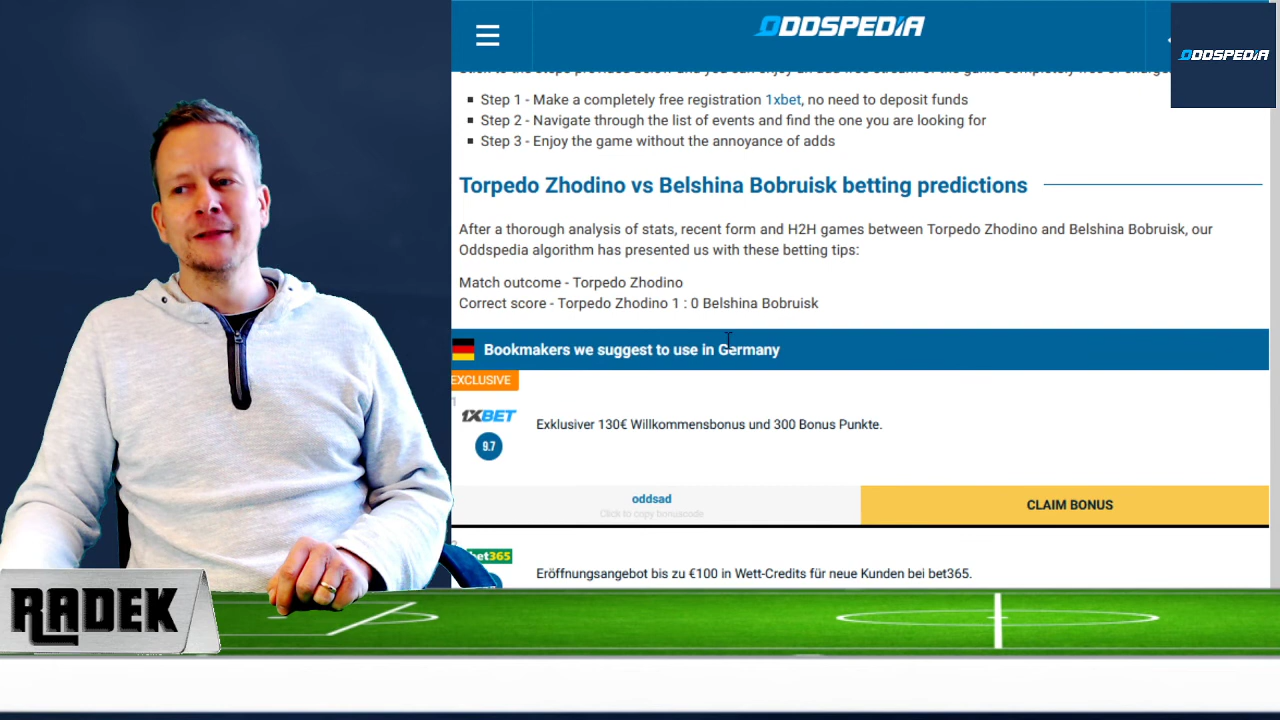 ODDSPEDIA
ODDSPEDIA
Step 1 - Make a completely free registration 1xbet, no need to deposit funds
Step 2 - Navigate through the list of events and find the one you are looking for
Step 3 - Enjoy the game without the annoyance of adds
Torpedo Zhodino vs Belshina Bobruisk betting predictions
After a thorough analysis of stats, recent form and H2H games between Torpedo Zhodino and Belshina Bobruisk, our
Oddspedia algorithm has presented us with these betting tips:
Match outcome - Torpedo Zhodino
Correct score - Torpedo Zhodino 1 : 0 Belshina Bobruisk
Bookmakers we suggest to use in Germany
EXCLUSIVE
1
1XBET
Exklusiver 130€ Willkommensbonus und 300 Bonus Punkte.
9.7
oddsad
CLAIM BONUS
Click to copy bonuscode
bet365
Eröffnungsangebot bis zu €100 in Wett-Credits für neue Kunden bei bet365.
RADEK